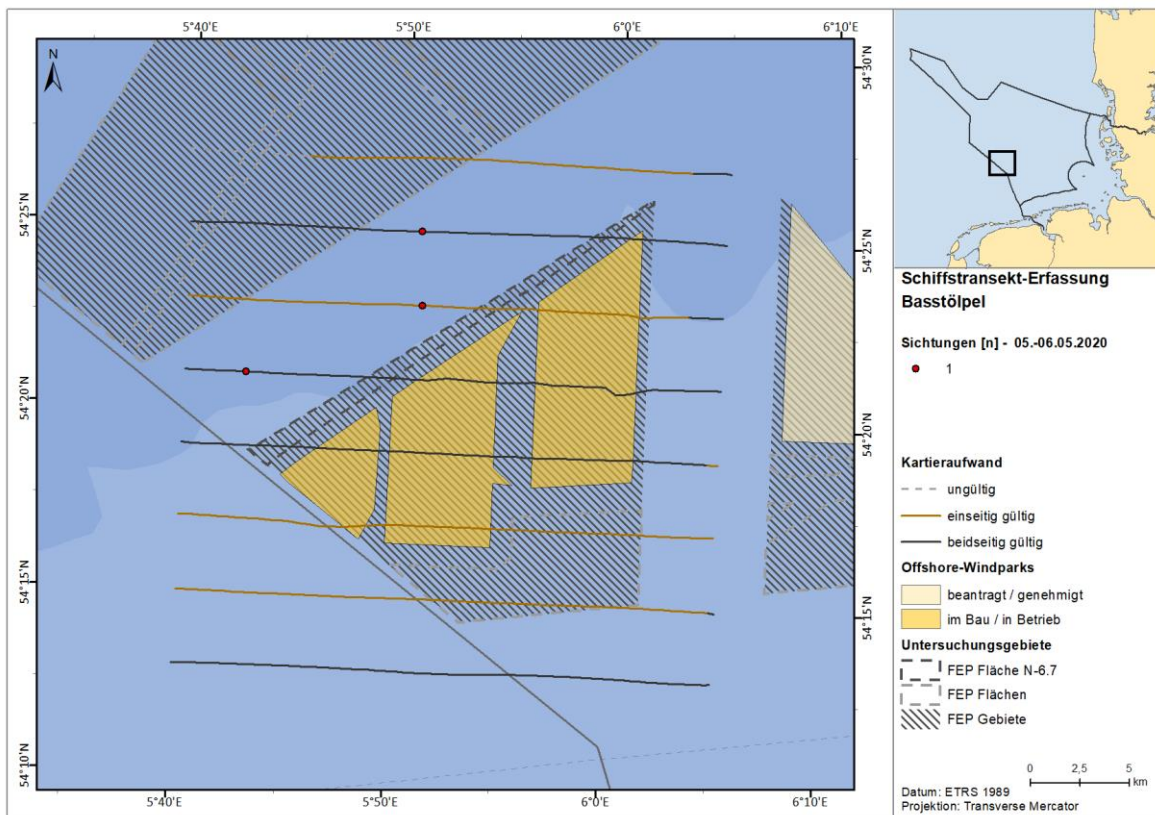 5°40'E
5°50'E
6°0'E
6°10'E
N
54°30'N
54°25'N
54°25'N
54°20'N
54°20'N
54°15'N
54°15'N
54°10'N
5°40'E
5°50'E
6°0'E
6°10'E
Schiffstransekt-Erfassung
Basstölpel
Sichtungen [n] - 05.-06.05.2020
1
Kartieraufwand
ungültig
einseitig gültig
beidseitig gültig
Offshore-Windparks
beantragt / genehmigt
im Bau / in Betrieb
Untersuchungsgebiete
FEP Fläche N-6.7
FEP Flächen
FEP Gebiete
0 2,5 5
km
Datum: ETRS 1989
Projektion: Transverse Mercator